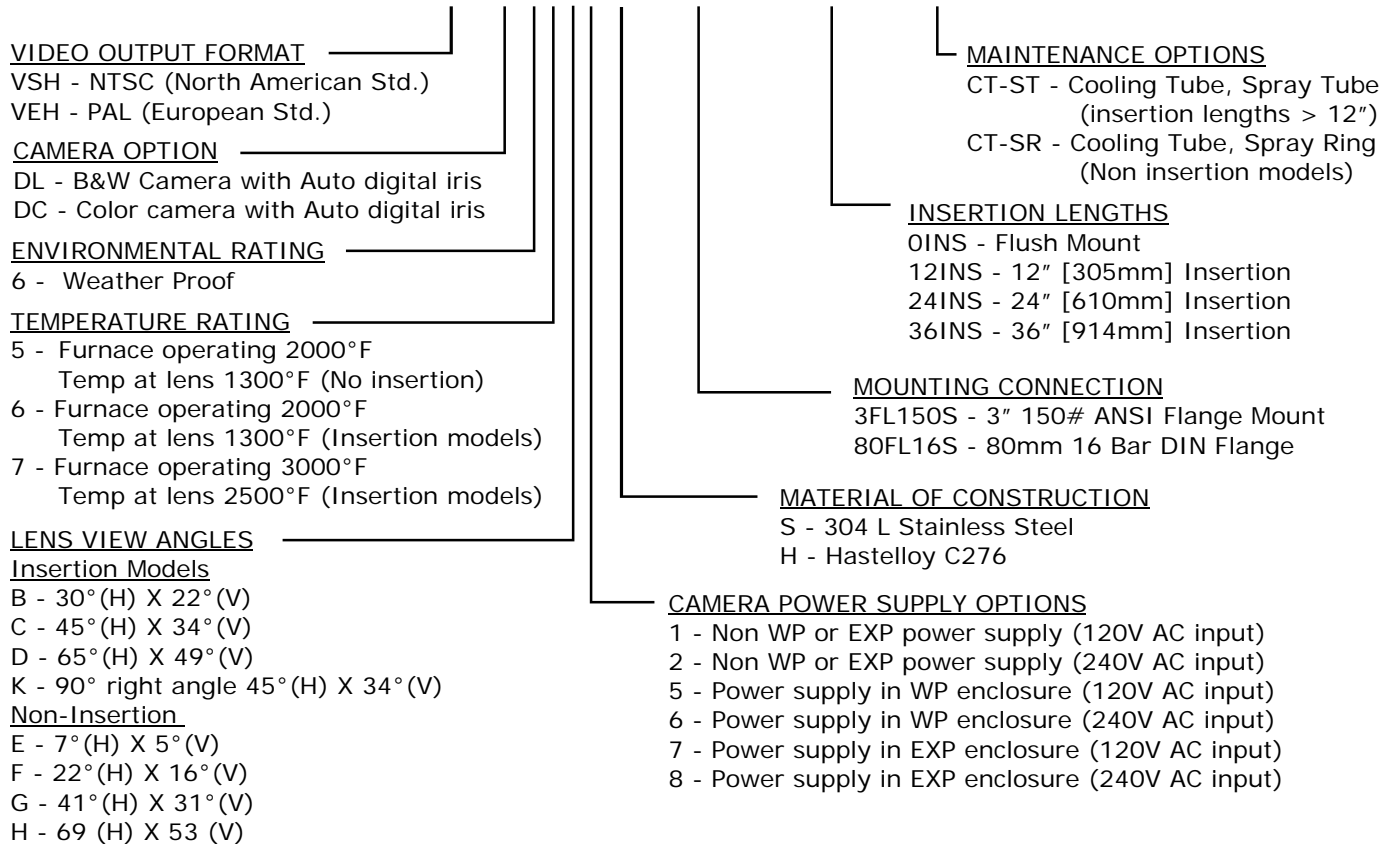 VIDEO OUTPUT FORMAT
VSH - NTSC (North American Std.)
VEH - PAL (European Std.)
CAMERA OPTION
DL - B&W Camera with Auto digital iris
DC - Color camera with Auto digital iris
ENVIRONMENTAL RATING
6 - Weather Proof
TEMPERATURE RATING
5 - Furnace operating 2000°F
Temp at lens 1300°F (No insertion)
6 - Furnace operating 2000°F
Temp at lens 1300°F (Insertion models)
7 - Furnace operating 3000°F
Temp at lens 2500°F (Insertion models)
LENS VIEW ANGLES
Insertion Models
B - 30°(H) X 22°(V)
C - 45°(H) X 34°(V)
D - 65°(H) X 49°(V)
K - 90° right angle 45°(H) X 34°(V)
Non-Insertion
E - 7°(H) X 5°(V)
F - 22°(H) X 16°(V)
G - 41°(H) X 31°(V)
H - 69 (H) X 53 (V)
MAINTENANCE OPTIONS
CT-ST - Cooling Tube, Spray Tube
(insertion lengths > 12″)
CT-SR - Cooling Tube, Spray Ring
(Non insertion models)
INSERTION LENGTHS
0INS - Flush Mount
12INS - 12″ [305mm] Insertion
24INS - 24″ [610mm] Insertion
36INS - 36″ [914mm] Insertion
MOUNTING CONNECTION
3FL150S - 3″ 150# ANSI Flange Mount
80FL16S - 80mm 16 Bar DIN Flange
MATERIAL OF CONSTRUCTION
S - 304 L Stainless Steel
H - Hastelloy C276
CAMERA POWER SUPPLY OPTIONS
1 - Non WP or EXP power supply (120V AC input)
2 - Non WP or EXP power supply (240V AC input)
5 - Power supply in WP enclosure (120V AC input)
6 - Power supply in WP enclosure (240V AC input)
7 - Power supply in EXP enclosure (120V AC input)
8 - Power supply in EXP enclosure (240V AC input)